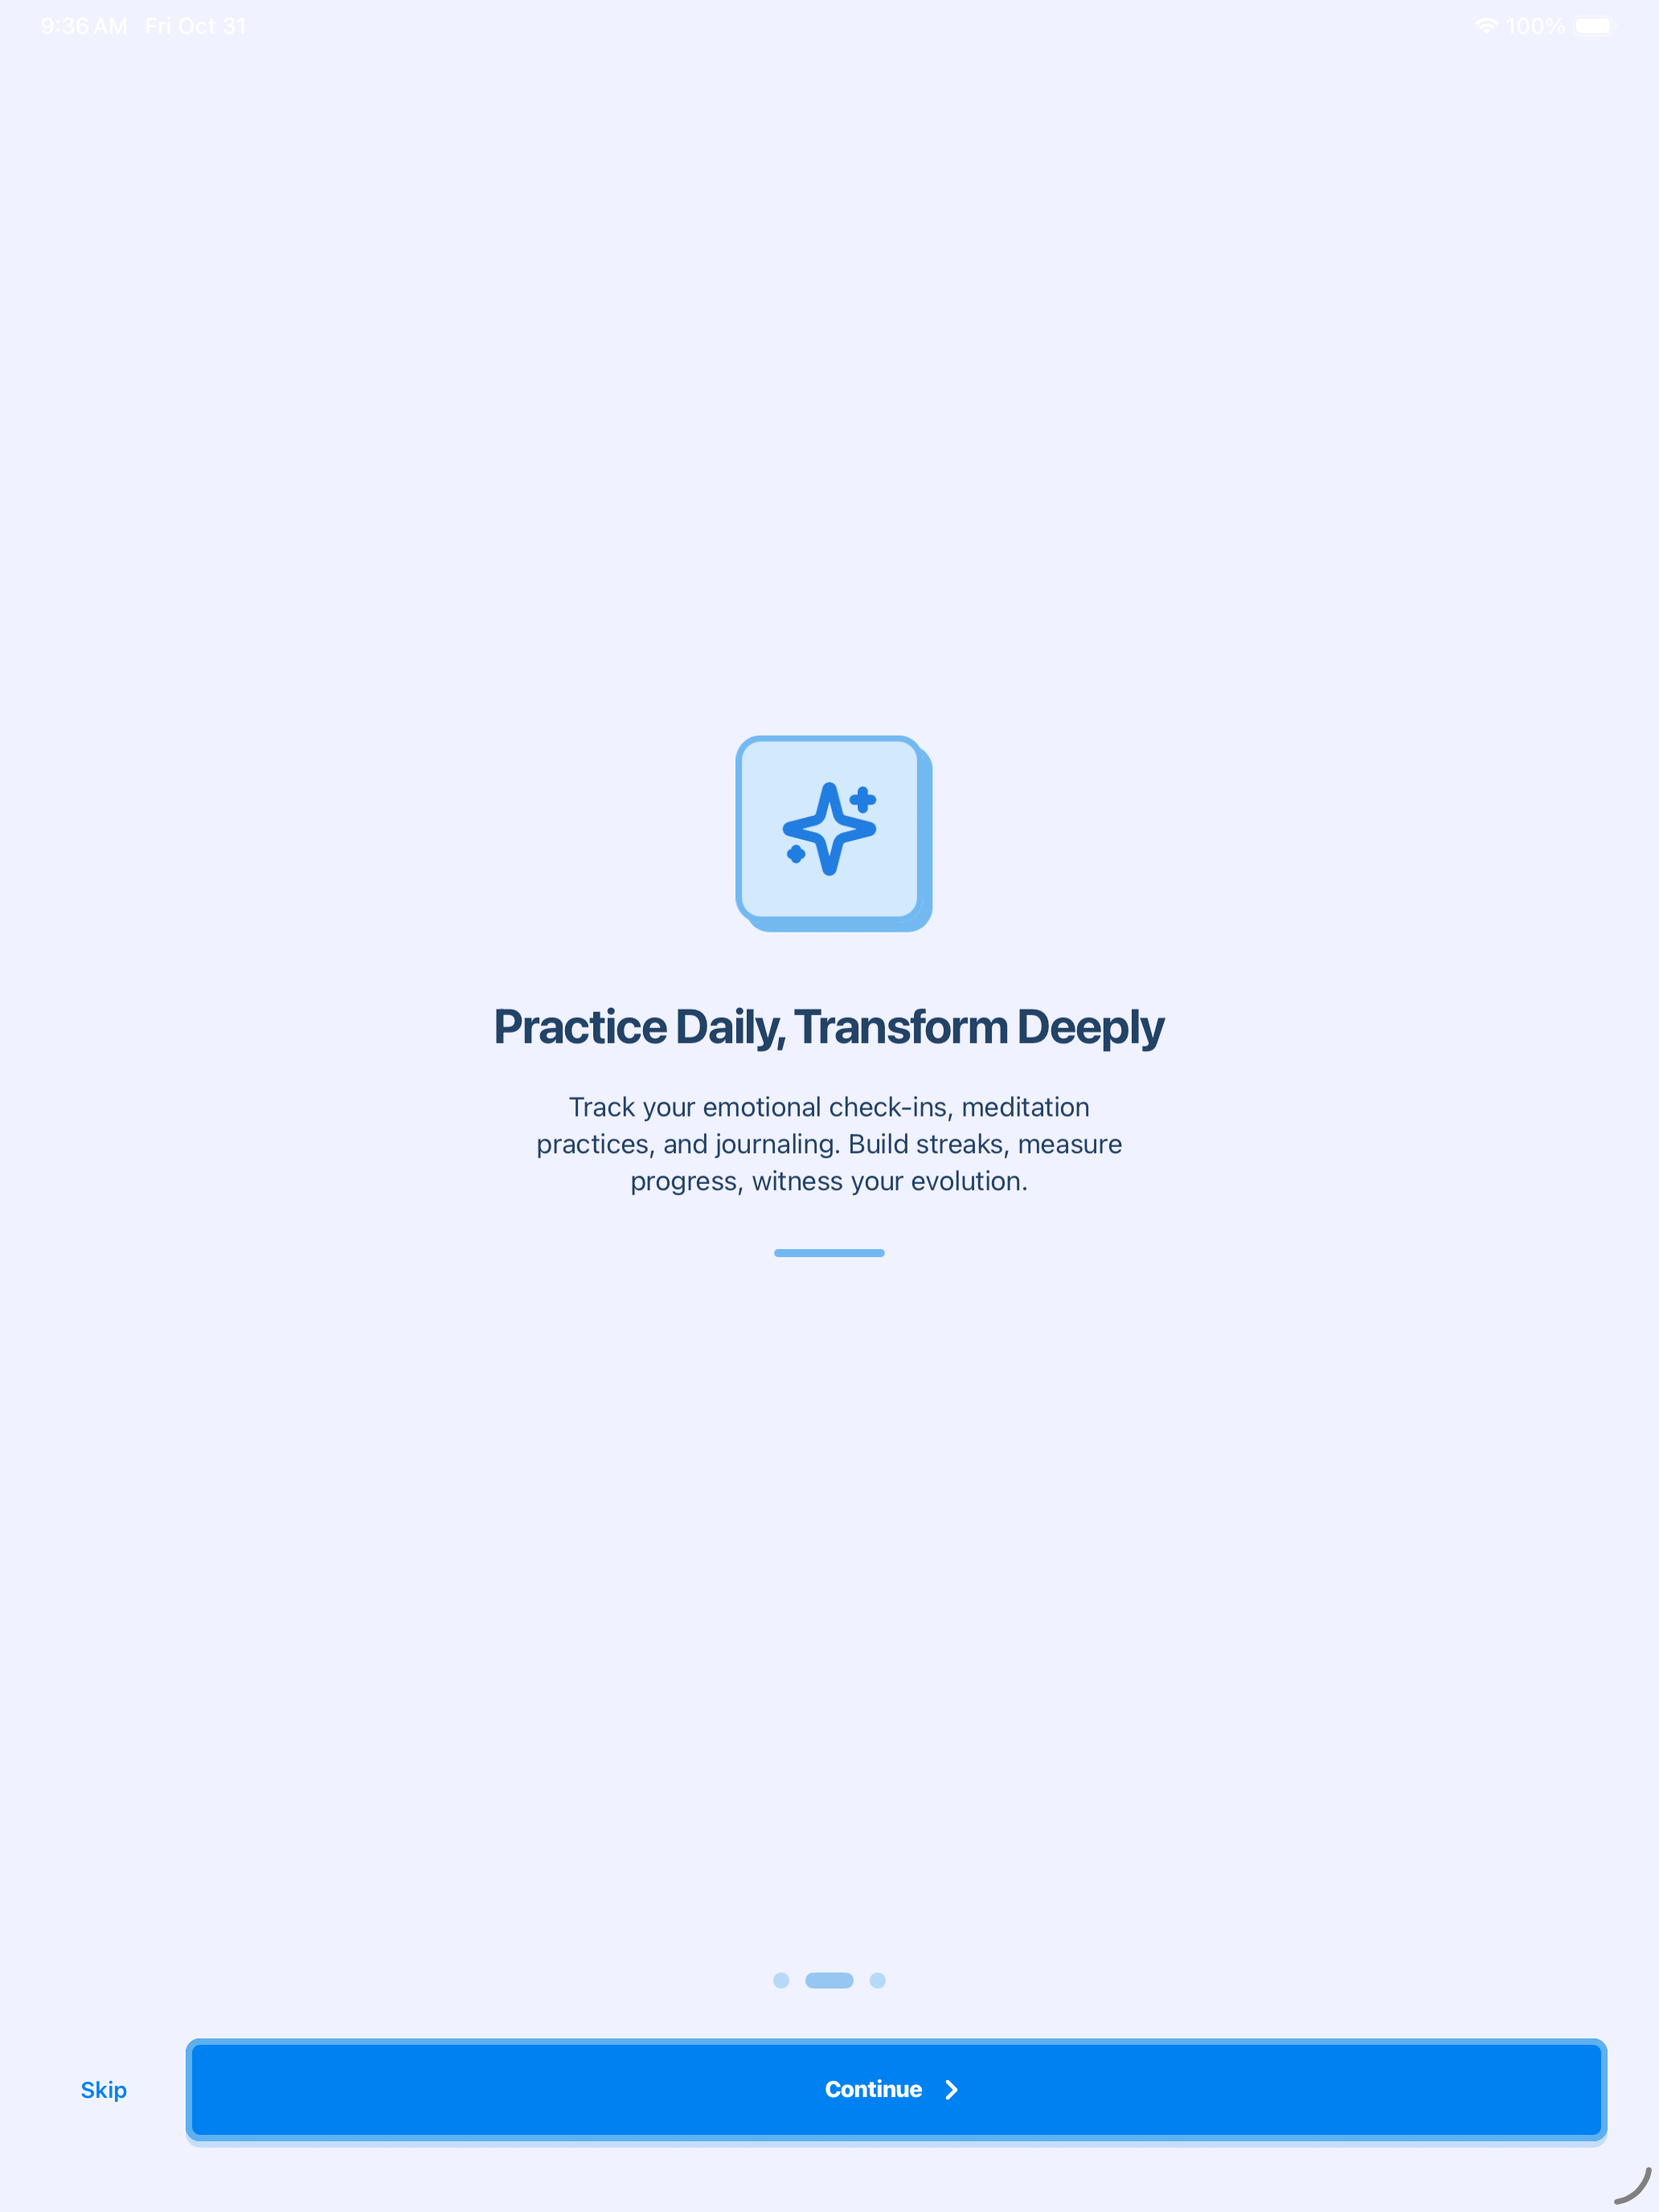 9:36 AM Fri Oct 31
100%
Practice Daily, Transform Deeply
Track your emotional check-ins, meditation
practices, and journaling. Build streaks, measure
progress, witness your evolution.
Skip
Continue